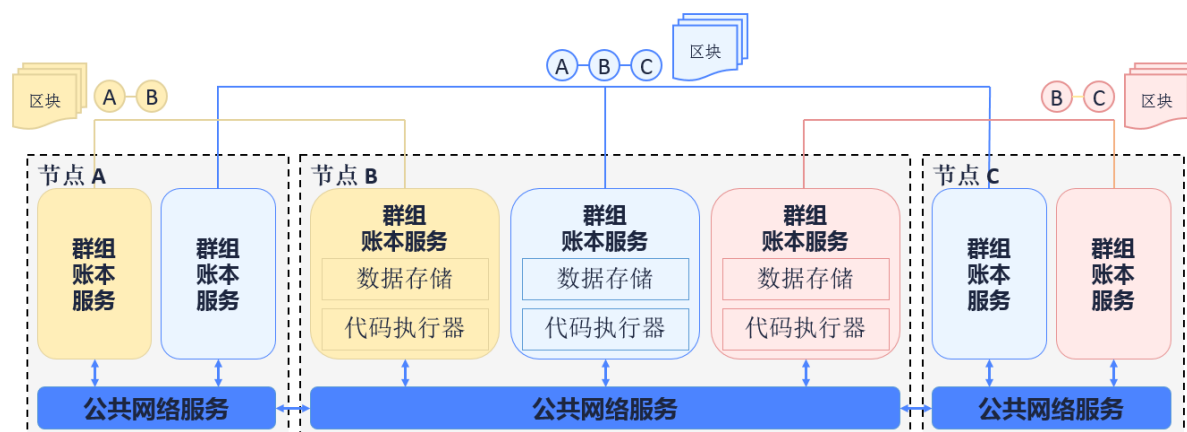 区块
A
B
A
B
C
区块
B
C
区块
节点 A
群组
账本
服务
群组
账本
服务
公共网络服务
节点 B
群组
账本服务
数据存储
代码执行器
群组
账本服务
数据存储
代码执行器
群组
账本服务
数据存储
代码执行器
公共网络服务
节点 C
群组
账本
服务
群组
账本
服务
公共网络服务